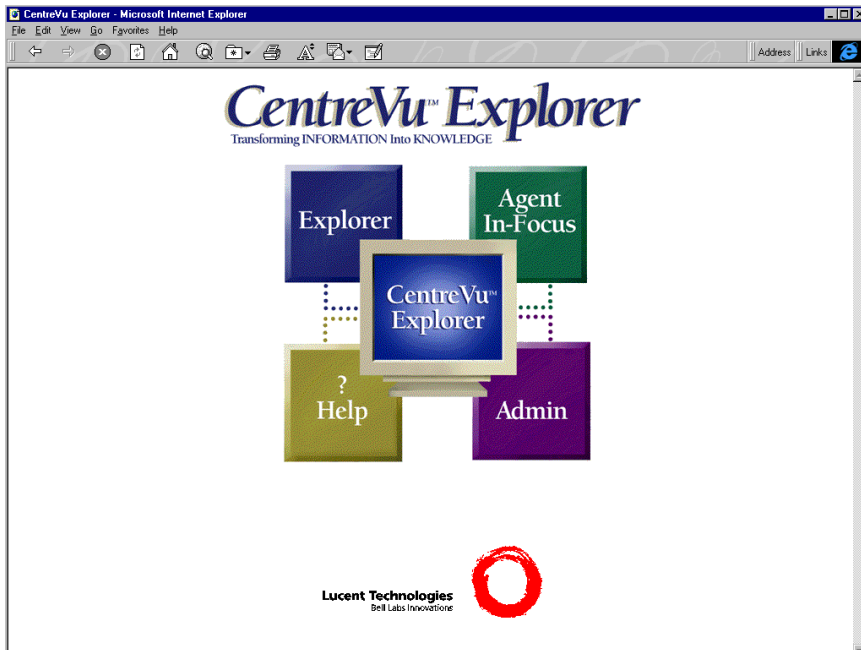 CentreVu Explorer - Microsoft Internet Explorer
File Edit View Go Favorites Help
Address Links
CentreVu™ Explorer
Transforming INFORMATION Into KNOWLEDGE
Explorer
Agent
In-Focus
CentreVu™
Explorer
?
Help
Admin
Lucent Technologies
Bell Labs Innovations